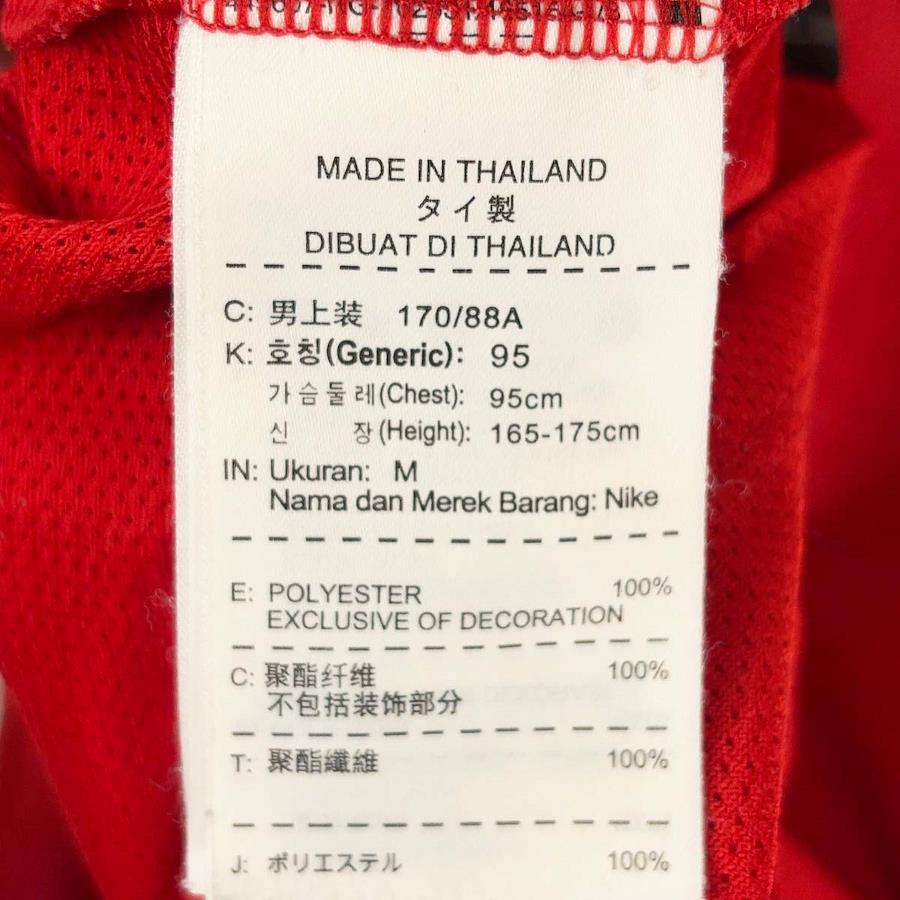 MADE IN THAILAND
タイ製
DIBUAT DI THAILAND
C: 男上装 170/88A
K: 호칭(Generic): 95
가슴둘레(Chest): 95cm
신 장(Height): 165-175cm
IN: Ukuran: M
Nama dan Merek Barang: Nike
E: POLYESTER 100%
EXCLUSIVE OF DECORATION
C: 聚酯纤维 100%
不包括装饰部分
T: 聚酯纖維 100%
J: ポリエステル 100%